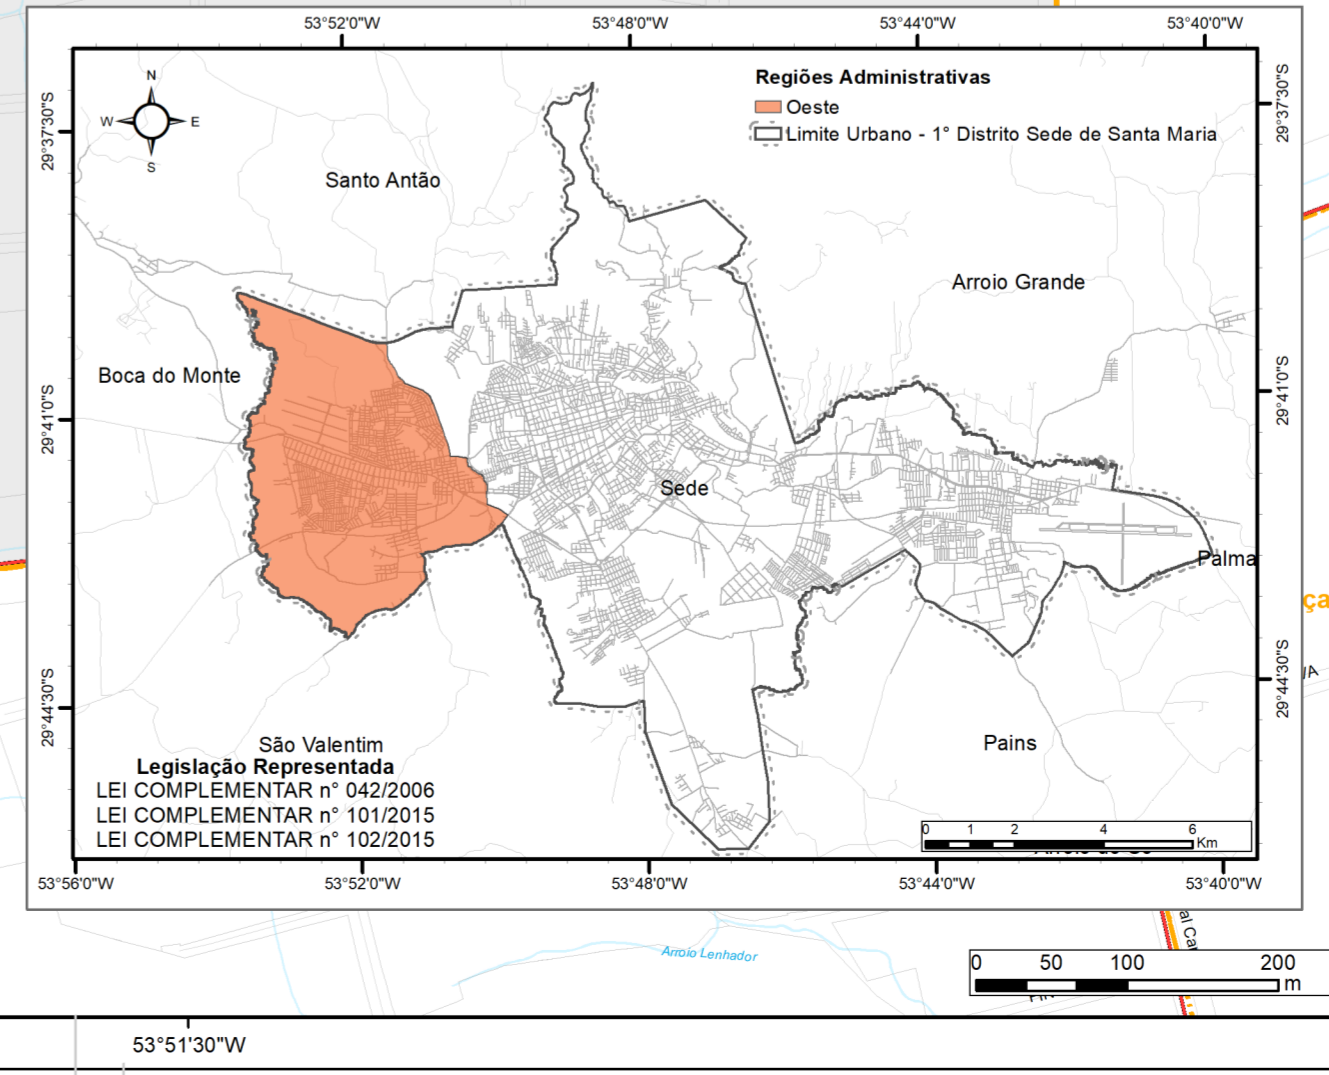 53°52'0"W
53°48'0"W
53°44'0"W
53°40'0"W
N
W
E
S
Regiões Administrativas
Oeste
Limite Urbano - 1° Distrito Sede de Santa Maria
29°37'30"S
29°37'30"S
Santo Antão
Arroio Grande
Boca do Monte
29°41'0"S
29°41'0"S
Sede
Palma
ça
29°44'30"S
29°44'30"S
/A
São Valentim
Pains
Legislação Representada
LEI COMPLEMENTAR n° 042/2006
LEI COMPLEMENTAR n° 101/2015
LEI COMPLEMENTAR n° 102/2015
0 1 2 4 6
Km
53°56'0"W
53°52'0"W
53°48'0"W
53°44'0"W
53°40'0"W
Arroio Lenhador
al Car
0 50 100 200
m
53°51'30"W